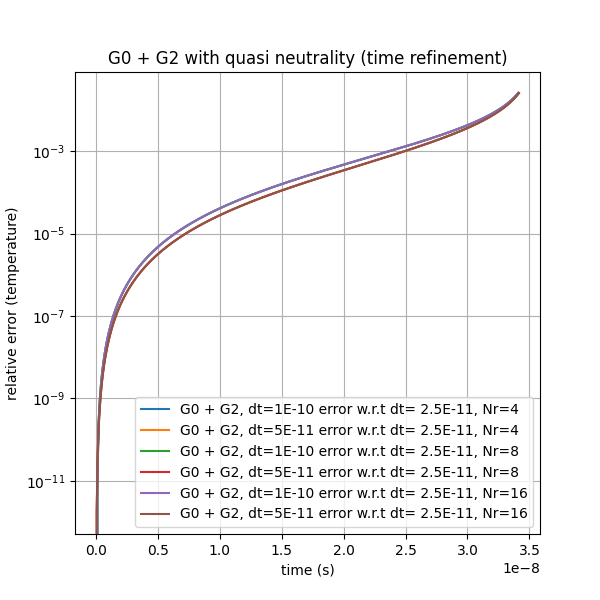 G0 + G2 with quasi neutrality (time refinement)
relative error (temperature)
10⁻³
10⁻⁵
10⁻⁷
10⁻⁹
10⁻¹¹
G0 + G2, dt=1E-10 error w.r.t dt= 2.5E-11, Nr=4
G0 + G2, dt=5E-11 error w.r.t dt= 2.5E-11, Nr=4
G0 + G2, dt=1E-10 error w.r.t dt= 2.5E-11, Nr=8
G0 + G2, dt=5E-11 error w.r.t dt= 2.5E-11, Nr=8
G0 + G2, dt=1E-10 error w.r.t dt= 2.5E-11, Nr=16
G0 + G2, dt=5E-11 error w.r.t dt= 2.5E-11, Nr=16
0.0 0.5 1.0 1.5 2.0 2.5 3.0 3.5
1e−8
time (s)